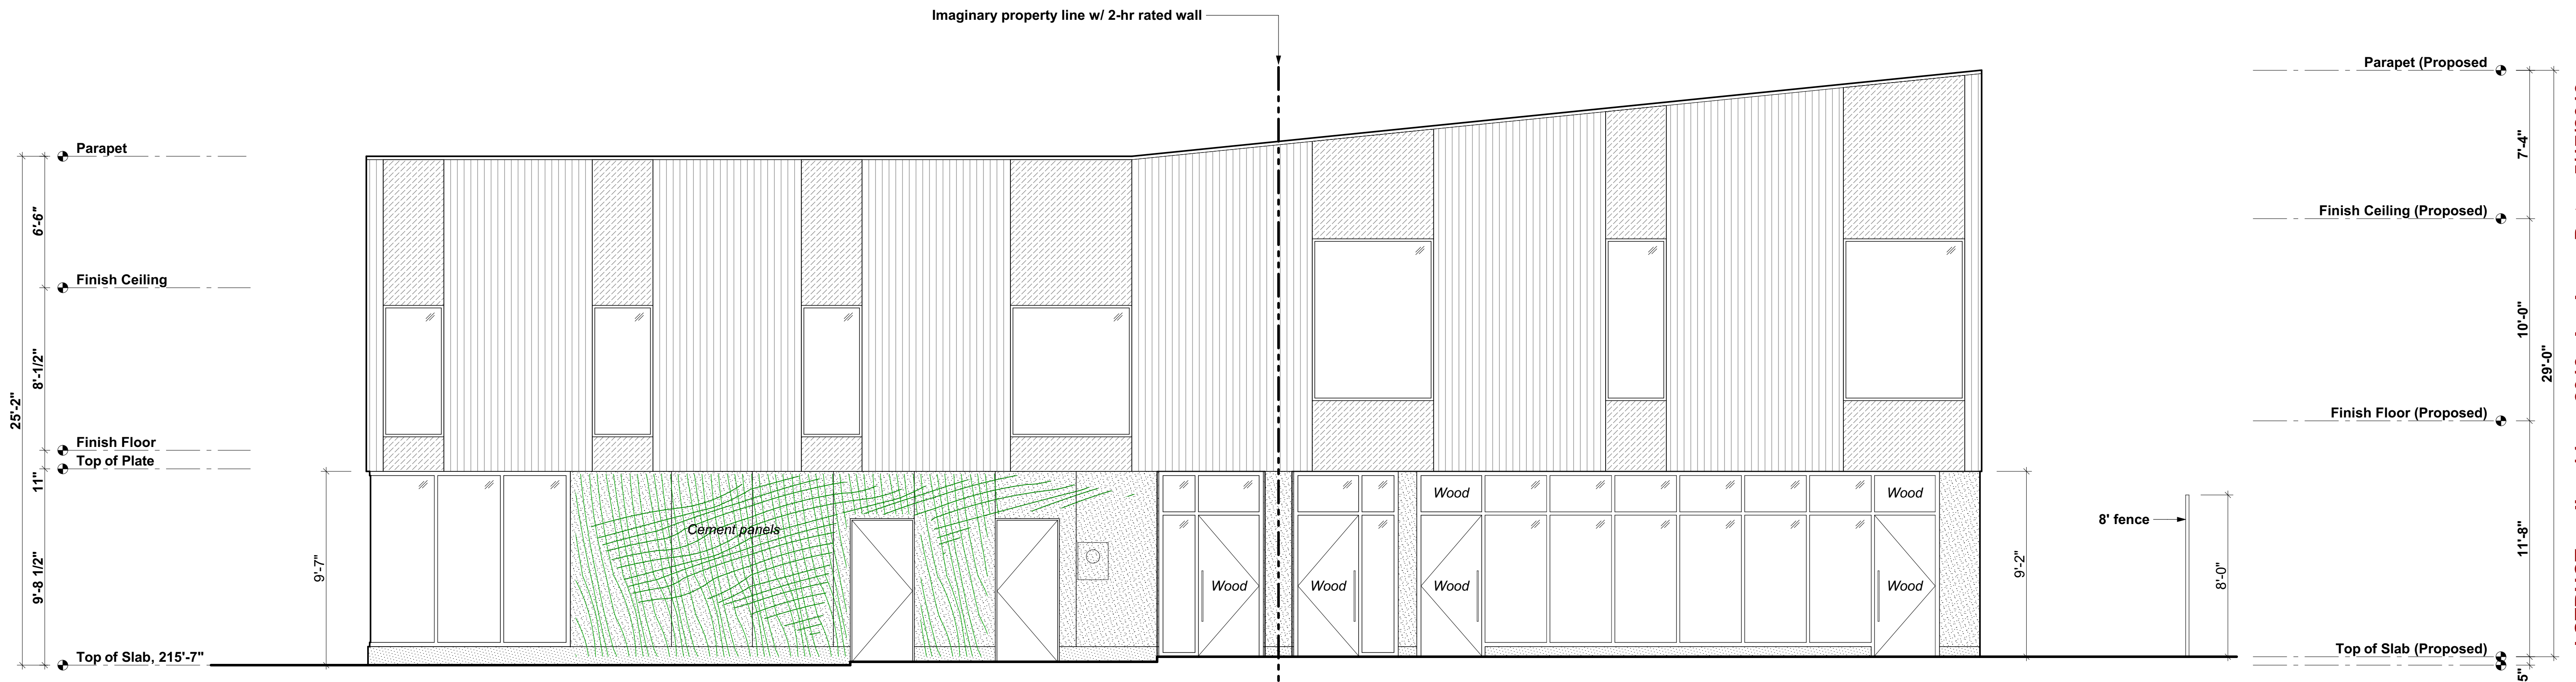 Imaginary property line w/ 2-hr rated wall
Parapet
Finish Ceiling
Finish Floor
Top of Plate
Top of Slab, 215'-7"
25'-2"
6'-6"
8'-1/2"
11"
9'-8 1/2"
9'-7"
Cement panels
Wood
Wood
Wood
Wood
Wood
Wood
9'-2"
8' fence
8'-0"
Parapet (Proposed
Finish Ceiling (Proposed)
Finish Floor (Proposed)
Top of Slab (Proposed)
7'-4"
10'-0"
11'-8"
5"
29'-0"